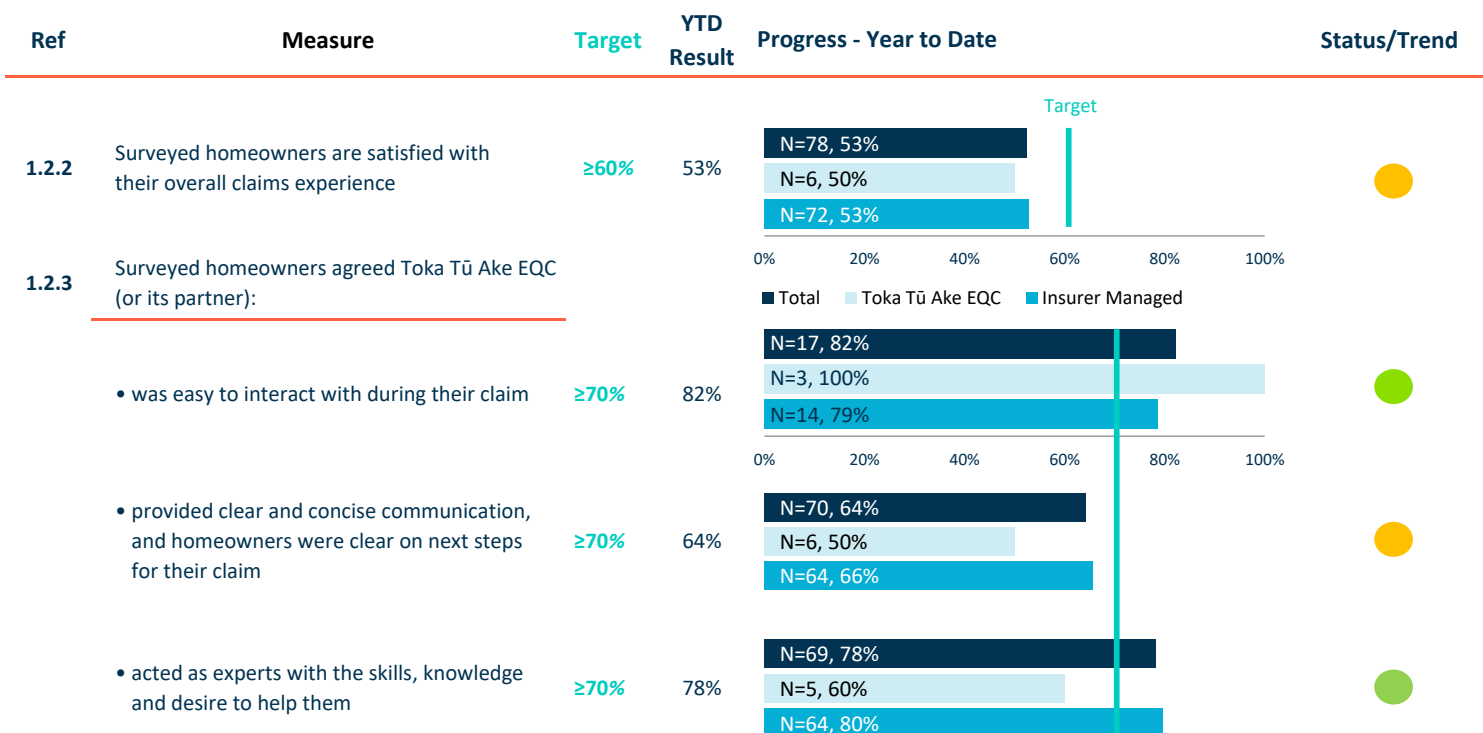 Ref Measure Target YTD Result Progress - Year to Date Status/Trend
Target
1.2.2 Surveyed homeowners are satisfied with
their overall claims experience
≥60% 53%
N=78, 53%
N=6, 50%
N=72, 53%
0% 20% 40% 60% 80% 100%
Total Toka Tū Ake EQC Insurer Managed
1.2.3 Surveyed homeowners agreed Toka Tū Ake EQC
(or its partner):
• was easy to interact with during their claim ≥70% 82%
N=17, 82%
N=3, 100%
N=14, 79%
0% 20% 40% 60% 80% 100%
• provided clear and concise communication,
and homeowners were clear on next steps
for their claim
≥70% 64%
N=70, 64%
N=6, 50%
N=64, 66%
• acted as experts with the skills, knowledge
and desire to help them
≥70% 78%
N=69, 78%
N=5, 60%
N=64, 80%